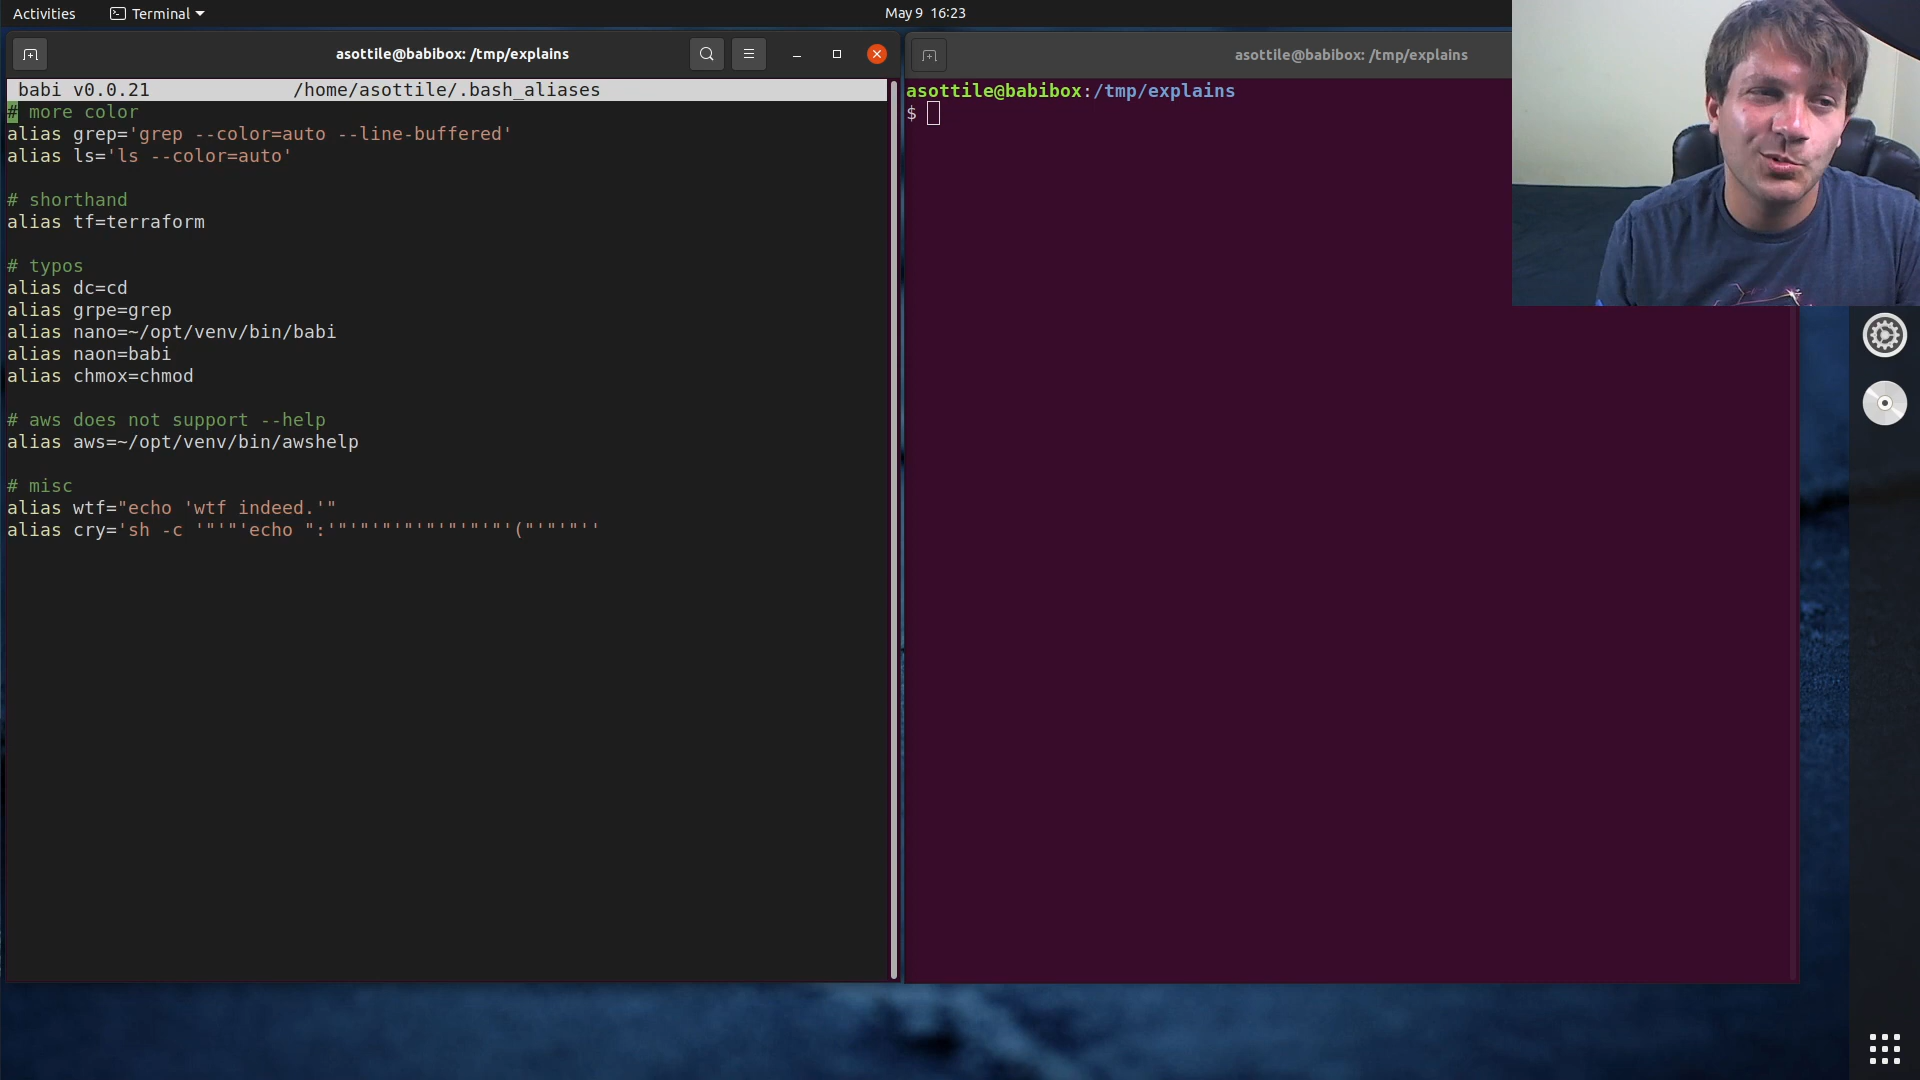 Activities
Terminal
May 9 16:23
asottile@babibox: /tmp/explains
babi v0.0.21 /home/asottile/.bash_aliases
# more color
alias grep='grep --color=auto --line-buffered'
alias ls='ls --color=auto'
# shorthand
alias tf=terraform
# typos
alias dc=cd
alias grpe=grep
alias nano=~/opt/venv/bin/babi
alias naon=babi
alias chmox=chmod
# aws does not support --help
alias aws=~/opt/venv/bin/awshelp
# misc
alias wtf="echo 'wtf indeed.'"
alias cry='sh -c '"'"'echo ":'"'"'"'"'"'"'"'"'("'"'"''
asottile@babibox: /tmp/explains
asottile@babibox:/tmp/explains
$